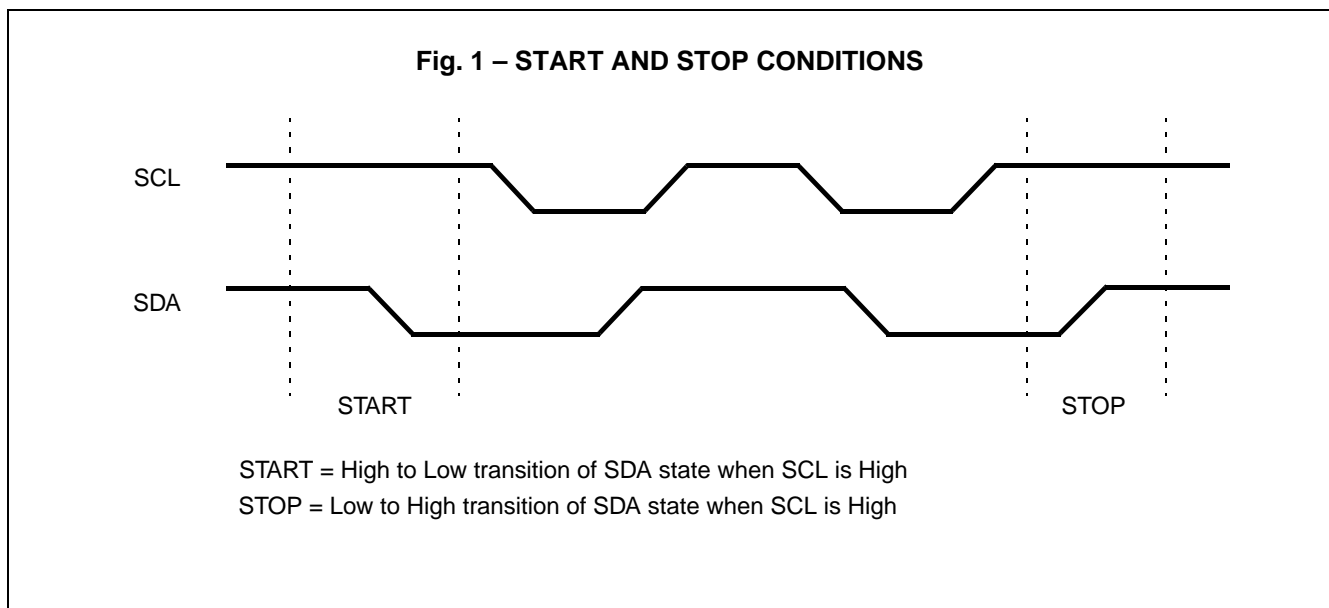 Fig. 1 – START AND STOP CONDITIONS
SCL
SDA
START
STOP
START = High to Low transition of SDA state when SCL is High
STOP = Low to High transition of SDA state when SCL is High